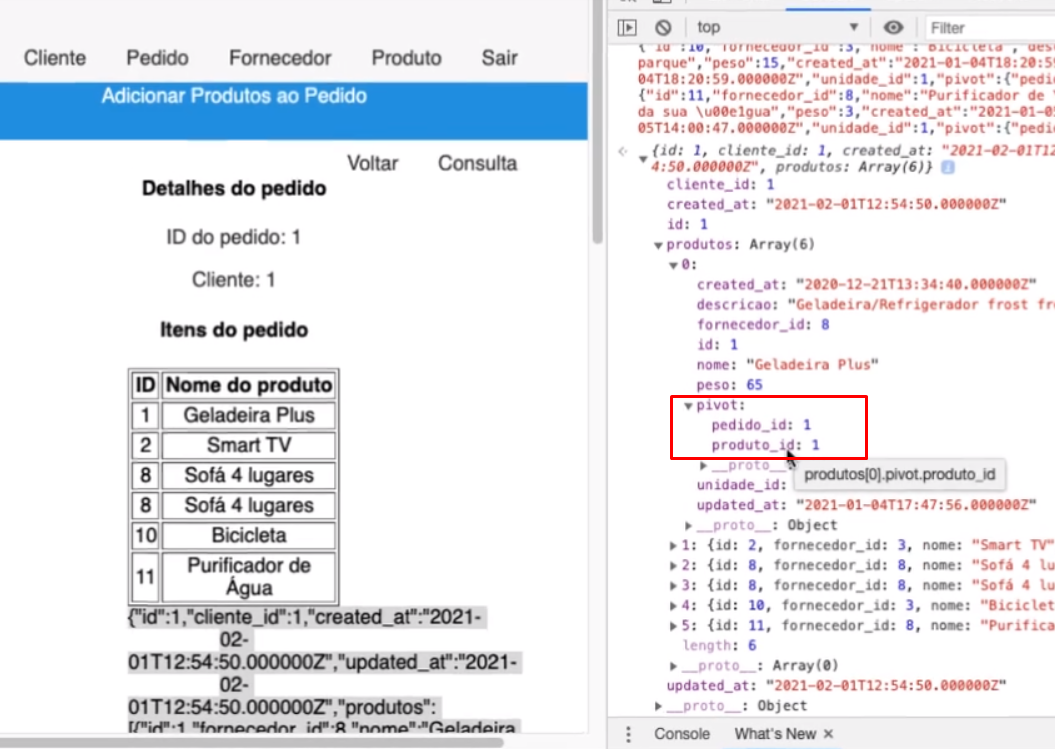 Cliente Pedido Fornecedor Produto Sair
Adicionar Produtos ao Pedido
Voltar Consulta
Detalhes do pedido
ID do pedido: 1
Cliente: 1
Itens do pedido
ID Nome do produto
1 Geladeira Plus
2 Smart TV
8 Sofá 4 lugares
8 Sofá 4 lugares
10 Bicicleta
11 Purificador de
Água
{"id":1,"cliente_id":1,"created_at":"2021-
02-
01T12:54:50.000000Z","updated_at":"2021-
02-
01T12:54:50.000000Z","produtos":
[{"id":1,"fornecedor_id":8,"nome":"Geladeira
top Filter
{"id":10,"fornecedor_id":3,"nome":"Bicicleta","des
parque","peso":15,"created_at":"2021-01-04T18:20:59
04T18:20:59.000000Z","unidade_id":1,"pivot":{"pedi
{"id":11,"fornecedor_id":8,"nome":"Purificador de
da sua \u00e1gua","peso":3,"created_at":"2021-01-05
05T14:00:47.000000Z","unidade_id":1,"pivot":{"pedi
{id: 1, cliente_id: 1, created_at: "2021-02-01T12
4:50.000000Z", produtos: Array(6)} i
cliente_id: 1
created_at: "2021-02-01T12:54:50.000000Z"
id: 1
produtos: Array(6)
0:
created_at: "2020-12-21T13:34:40.000000Z"
descricao: "Geladeira/Refrigerador frost fr
fornecedor_id: 8
id: 1
nome: "Geladeira Plus"
peso: 65
pivot:
pedido_id: 1
produto_id: 1
__proto__
produtos[0].pivot.produto_id
unidade_id:
updated_at: "2021-01-04T17:47:56.000000Z"
__proto__: Object
1: {id: 2, fornecedor_id: 3, nome: "Smart TV"
2: {id: 8, fornecedor_id: 8, nome: "Sofá 4 lu
3: {id: 8, fornecedor_id: 8, nome: "Sofá 4 lu
4: {id: 10, fornecedor_id: 3, nome: "Biciclet
5: {id: 11, fornecedor_id: 8, nome: "Purifica
length: 6
__proto__: Array(0)
updated_at: "2021-02-01T12:54:50.000000Z"
__proto__: Object
Console What's New ×